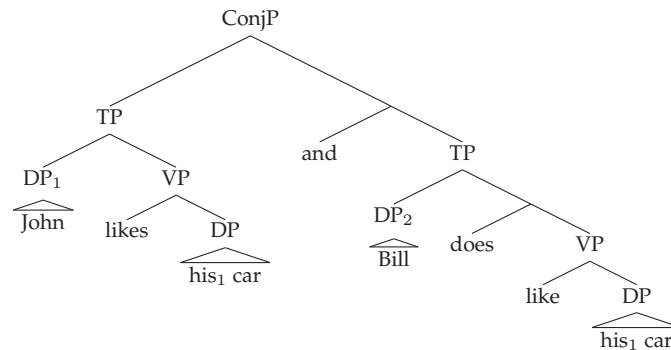 ConjP
TP
and
TP
DP₁
VP
DP₂
John
likes
DP
does
VP
his₁ car
Bill
like
DP
his₁ car